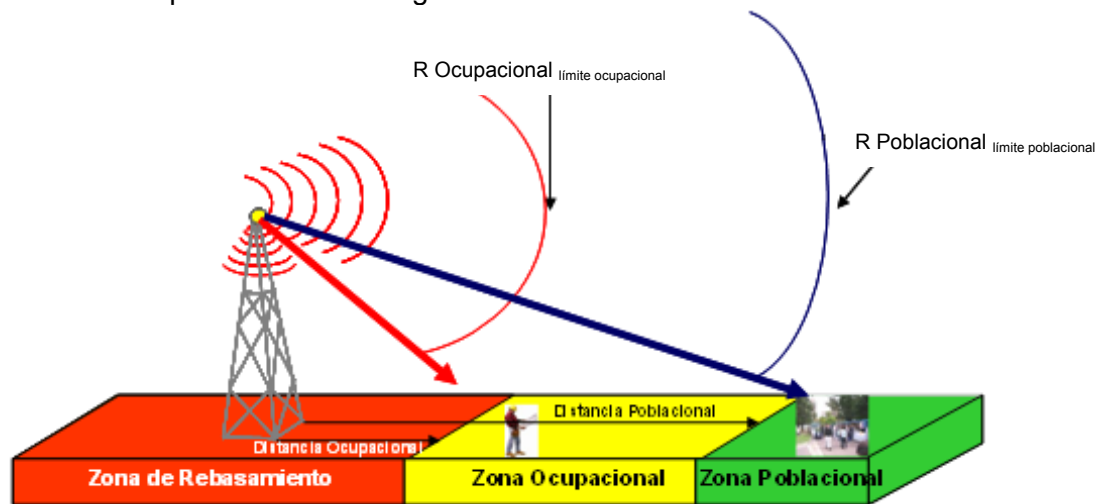 R Ocupacional límite ocupacional
R Poblacional límite poblacional
Distancia Poblacional
Distancia Ocupacional
Zona de Rebasamiento
Zona Ocupacional
Zona Poblacional